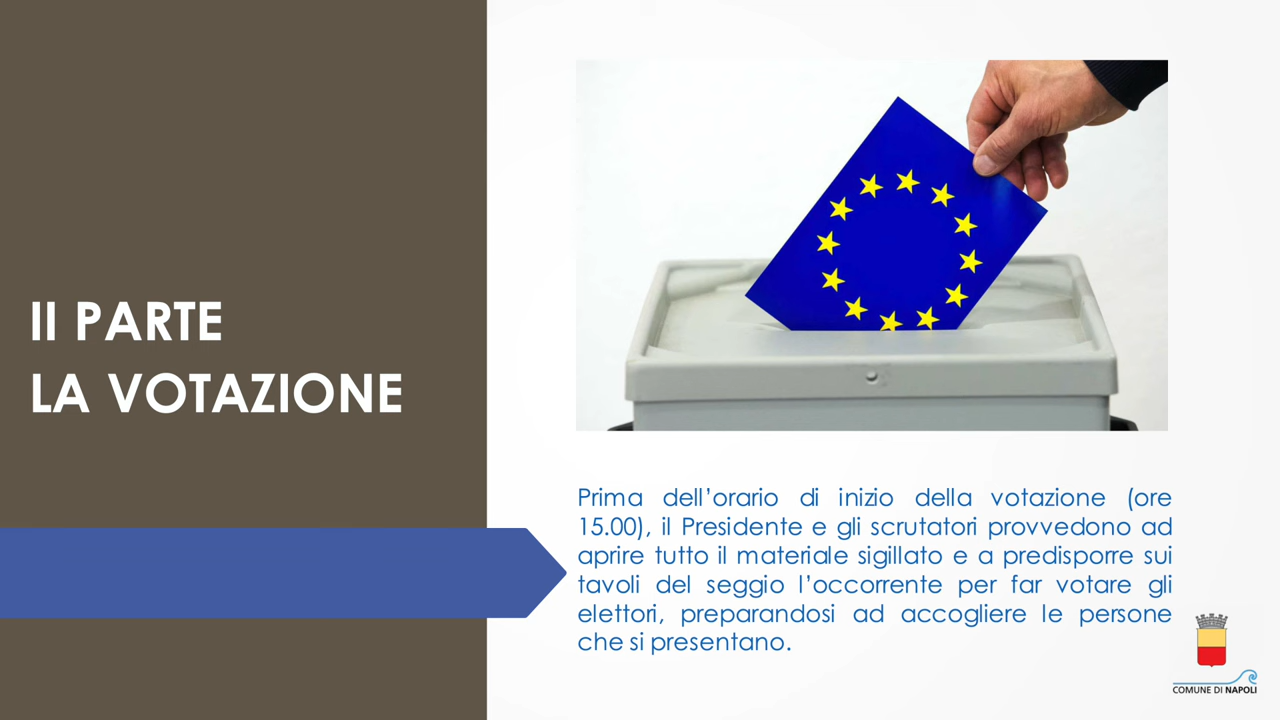 II PARTE
LA VOTAZIONE
Prima dell’orario di inizio della votazione (ore
15.00), il Presidente e gli scrutatori provvedono ad
aprire tutto il materiale sigillato e a predisporre sui
tavoli del seggio l’occorrente per far votare gli
elettori, preparandosi ad accogliere le persone
che si presentano.
COMUNE DI NAPOLI